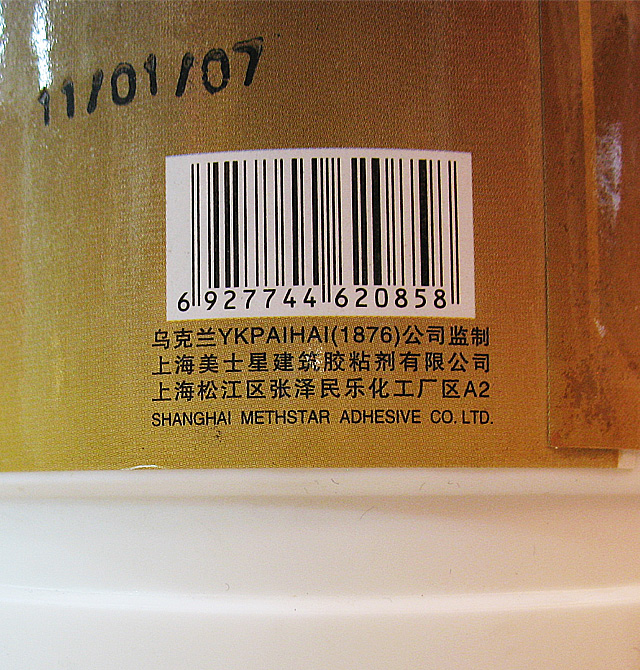 11/01/07
6 927744 620858
乌克兰YKPAIHAI(1876)公司监制
上海美士星建筑胶粘剂有限公司
上海松江区张泽民乐化工厂区A2
SHANGHAI METHSTAR ADHESIVE CO. LTD.